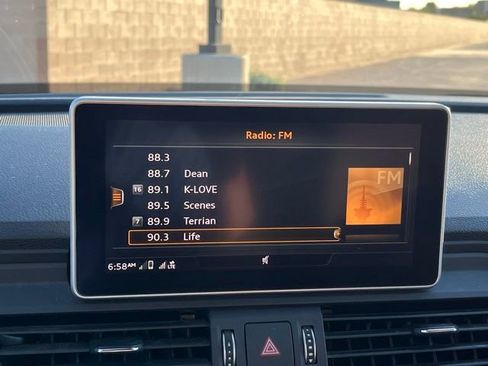 Radio: FM
88.3
88.7 Dean
16 89.1 K-LOVE
89.5 Scenes
7 89.9 Terrian
90.3 Life
FM
6:58AM LTE